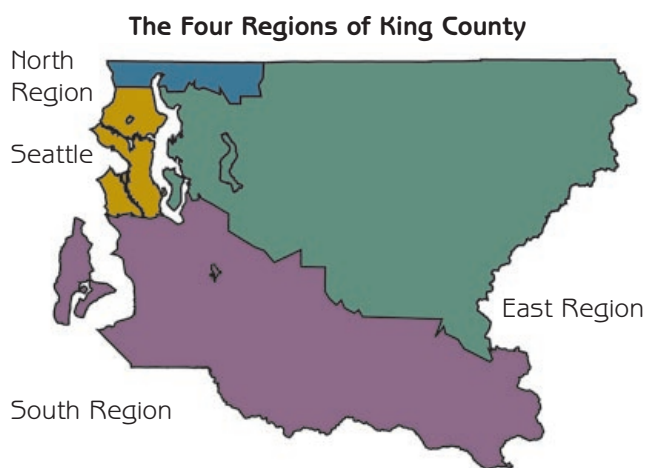 The Four Regions of King County
North
Region
Seattle
East Region
South Region